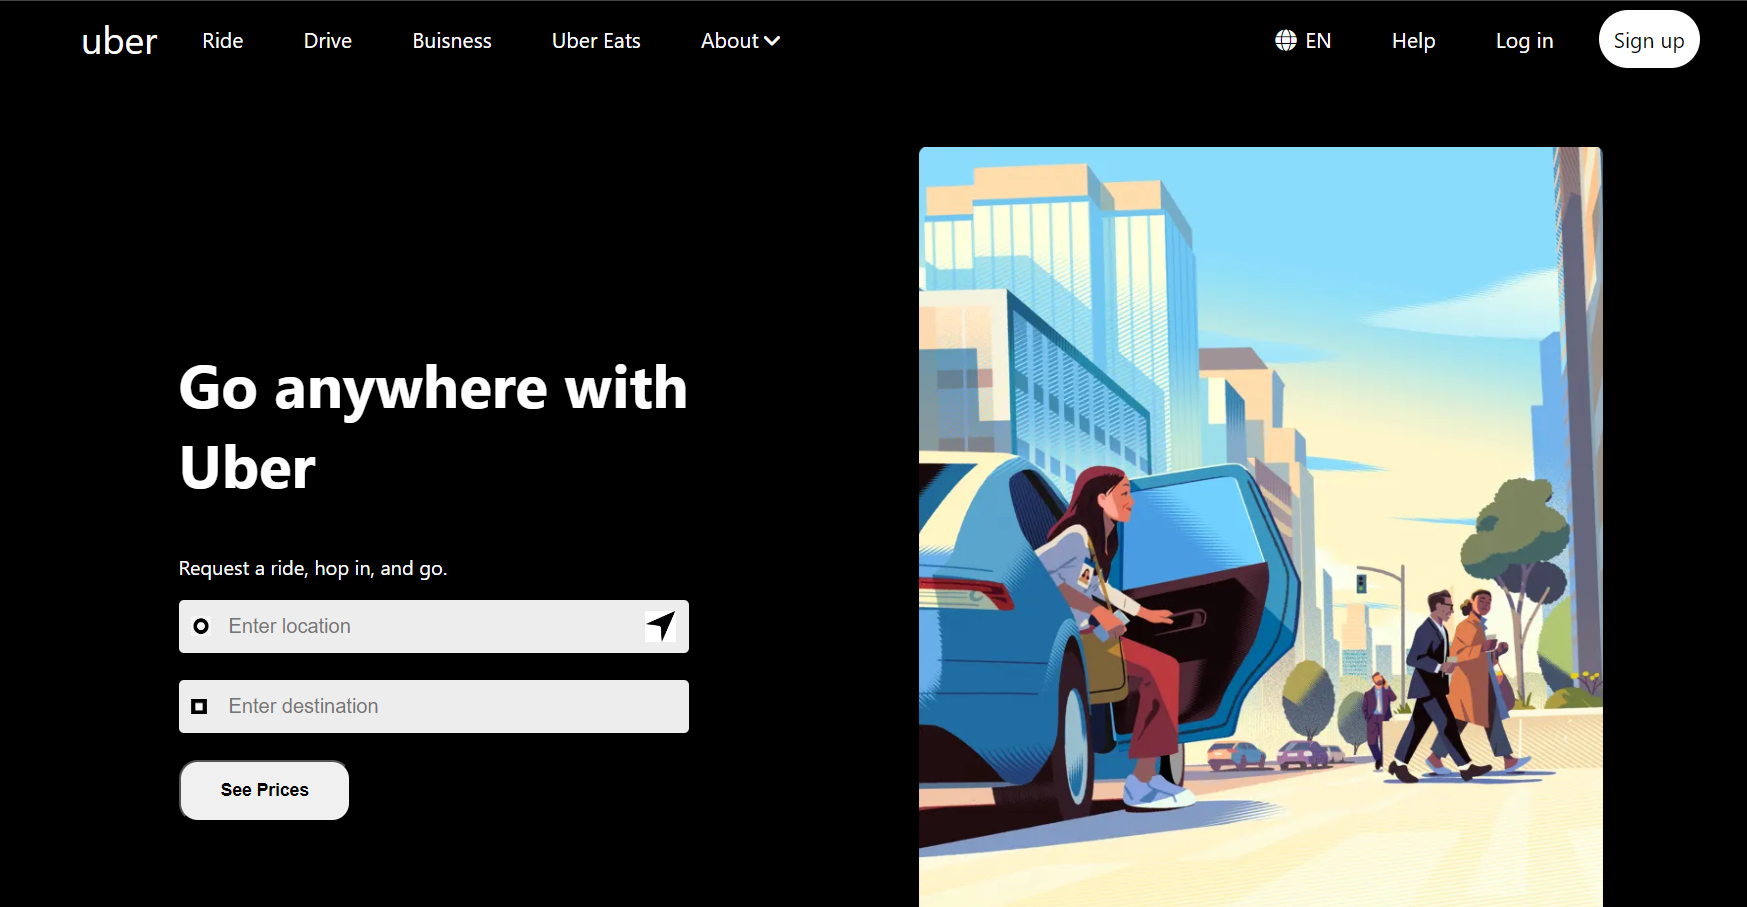 uber Ride Drive Buisness Uber Eats About EN Help Log in Sign up
Go anywhere with
Uber
Request a ride, hop in, and go.
Enter location
Enter destination
See Prices